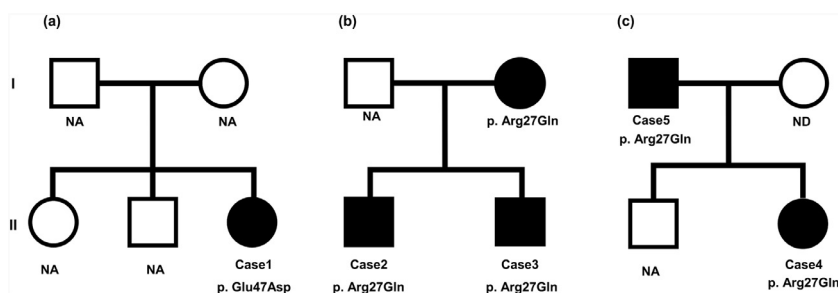 (a) (b) (c)
I
NA NA NA p. Arg27Gln Case5 ND
p. Arg27Gln
II
NA NA Case1 Case2 Case3 NA Case4
p. Glu47Asp p. Arg27Gln p. Arg27Gln p. Arg27Gln